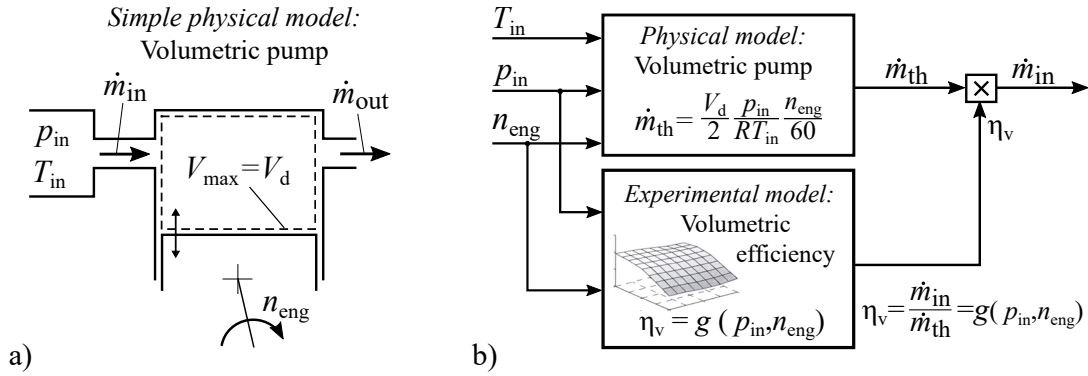 Simple physical model:
Volumetric pump
ṁin
ṁout
pin
Tin
Vmax=Vd
neng
a)
Tin
pin
neng
Physical model:
Volumetric pump
ṁth = Vd/2 pin/RTin neng/60
ṁth
ṁin
ηv
Experimental model:
Volumetric
efficiency
ηv = g ( pin,neng)
ηv = ṁin/ṁth = g( pin,neng)
b)